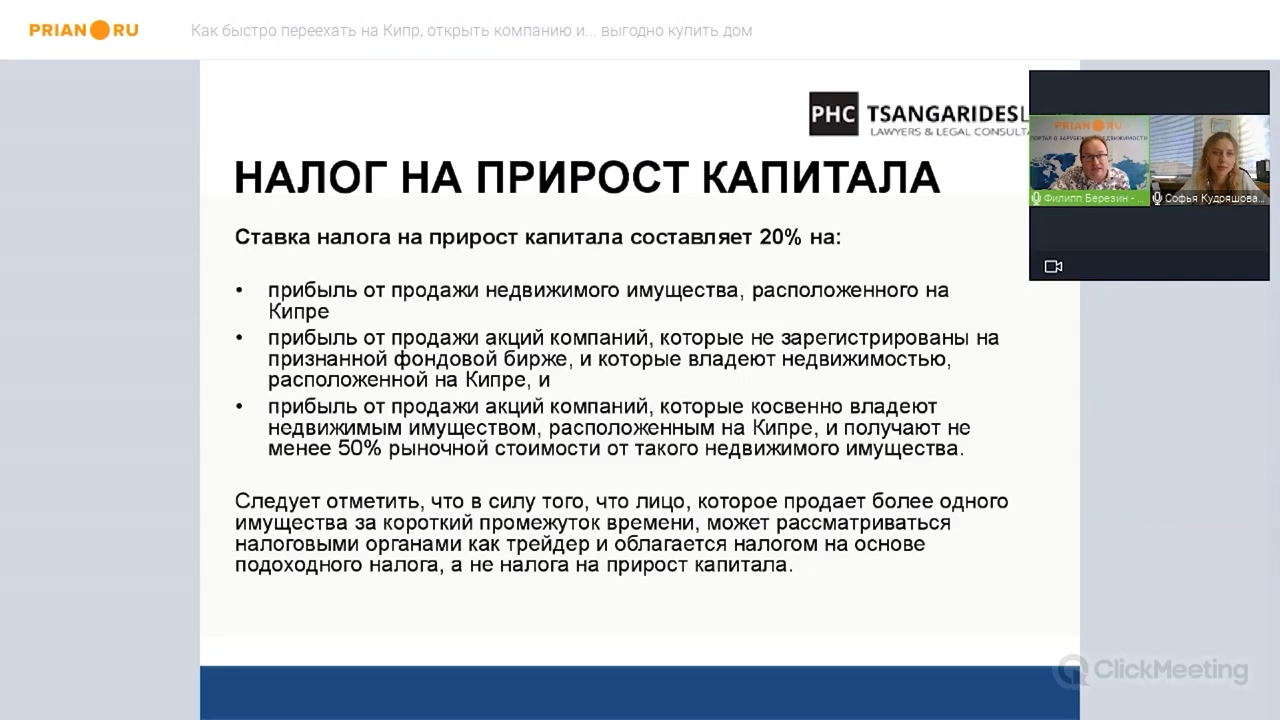 PRIAN RU
Как быстро переехать на Кипр, открыть компанию и... выгодно купить дом
PHC TSANGARIDES
LAWYERS & LEGAL
НАЛОГ НА ПРИРОСТ КАПИТАЛА
Ставка налога на прирост капитала составляет 20% на:
• прибыль от продажи недвижимого имущества, расположенного на
Кипре
• прибыль от продажи акций компаний, которые не зарегистрированы на
признанной фондовой бирже, и которые владеют недвижимостью,
расположенной на Кипре, и
• прибыль от продажи акций компаний, которые косвенно владеют
недвижимым имуществом, расположенным на Кипре, и получают не
менее 50% рыночной стоимости от такого недвижимого имущества.
Следует отметить, что в силу того, что лицо, которое продает более одного
имущества за короткий промежуток времени, может рассматриваться
налоговыми органами как трейдер и облагается налогом на основе
подоходного налога, а не налога на прирост капитала.
PRIAN RU
ПОРТАЛ О ЗАРУБЕЖНОЙ НЕДВИЖИМОСТИ
Филипп Березин - ...
Софья Кудряшова...
ClickMeeting